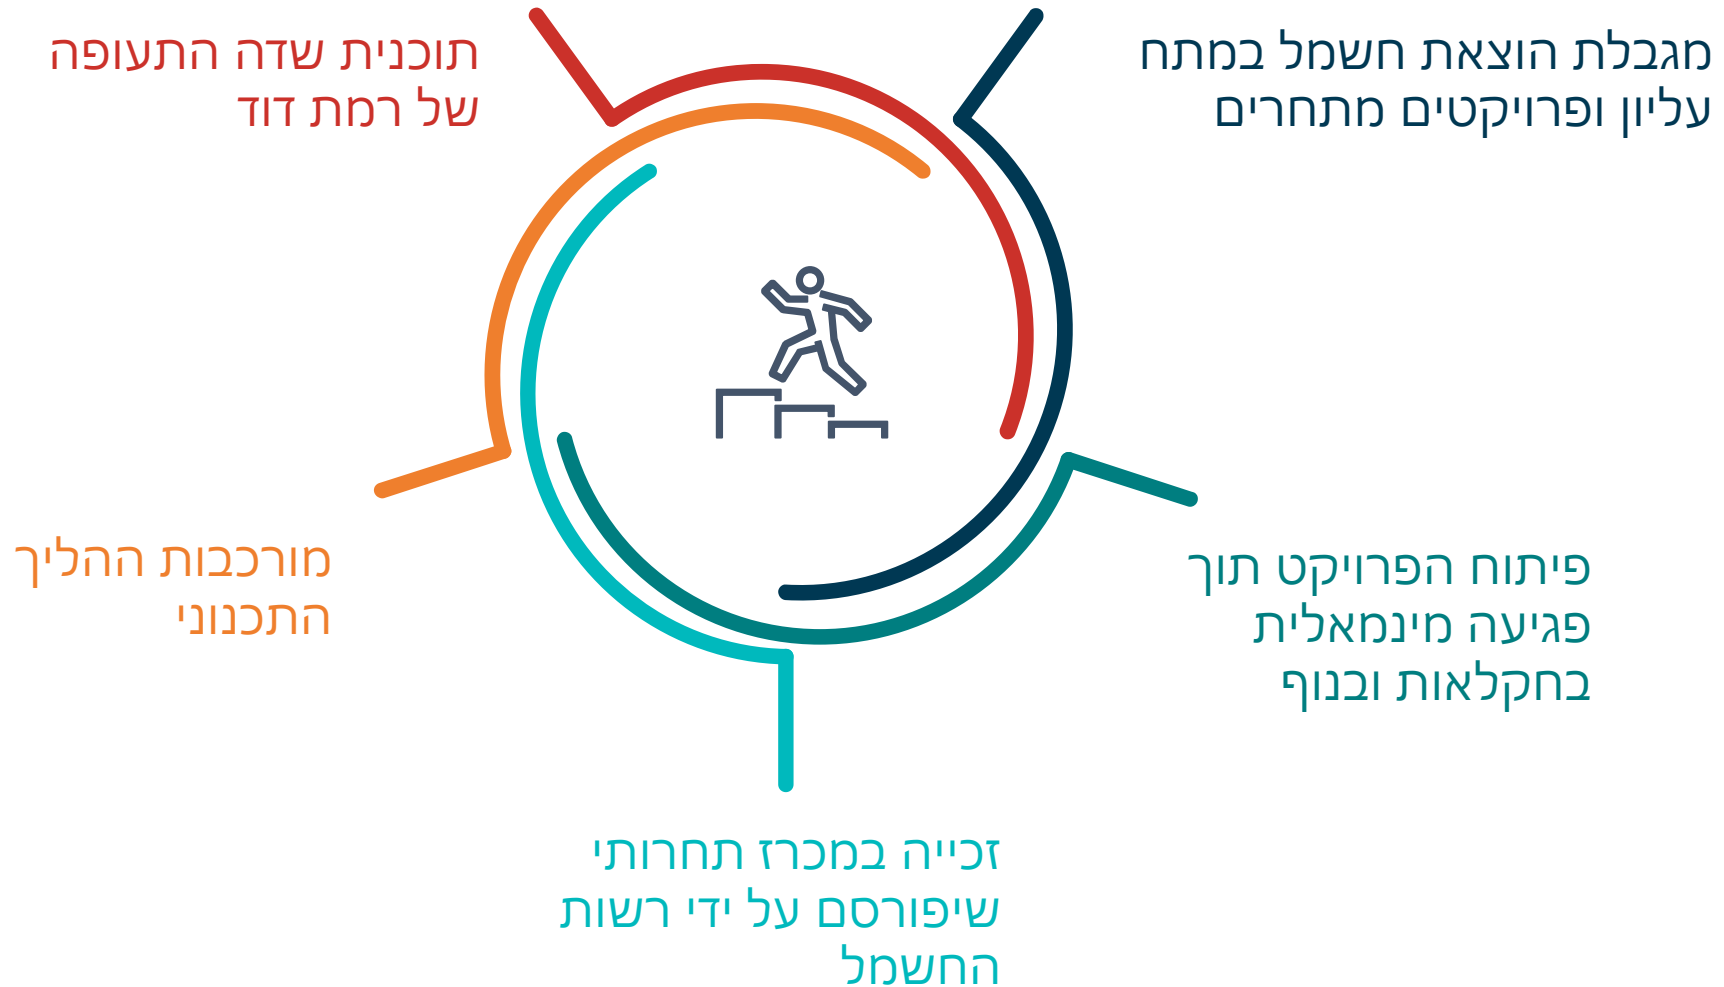 מגבלת הוצאת חשמל במתח
עליון ופרויקטים מתחרים
תוכנית שדה התעופה
של רמת דוד
פיתוח הפרויקט תוך
פגיעה מינמאלית
בחקלאות ובנוף
מורכבות ההליך
התכנוני
זכייה במכרז תחרותי
שיפורסם על ידי רשות
החשמל